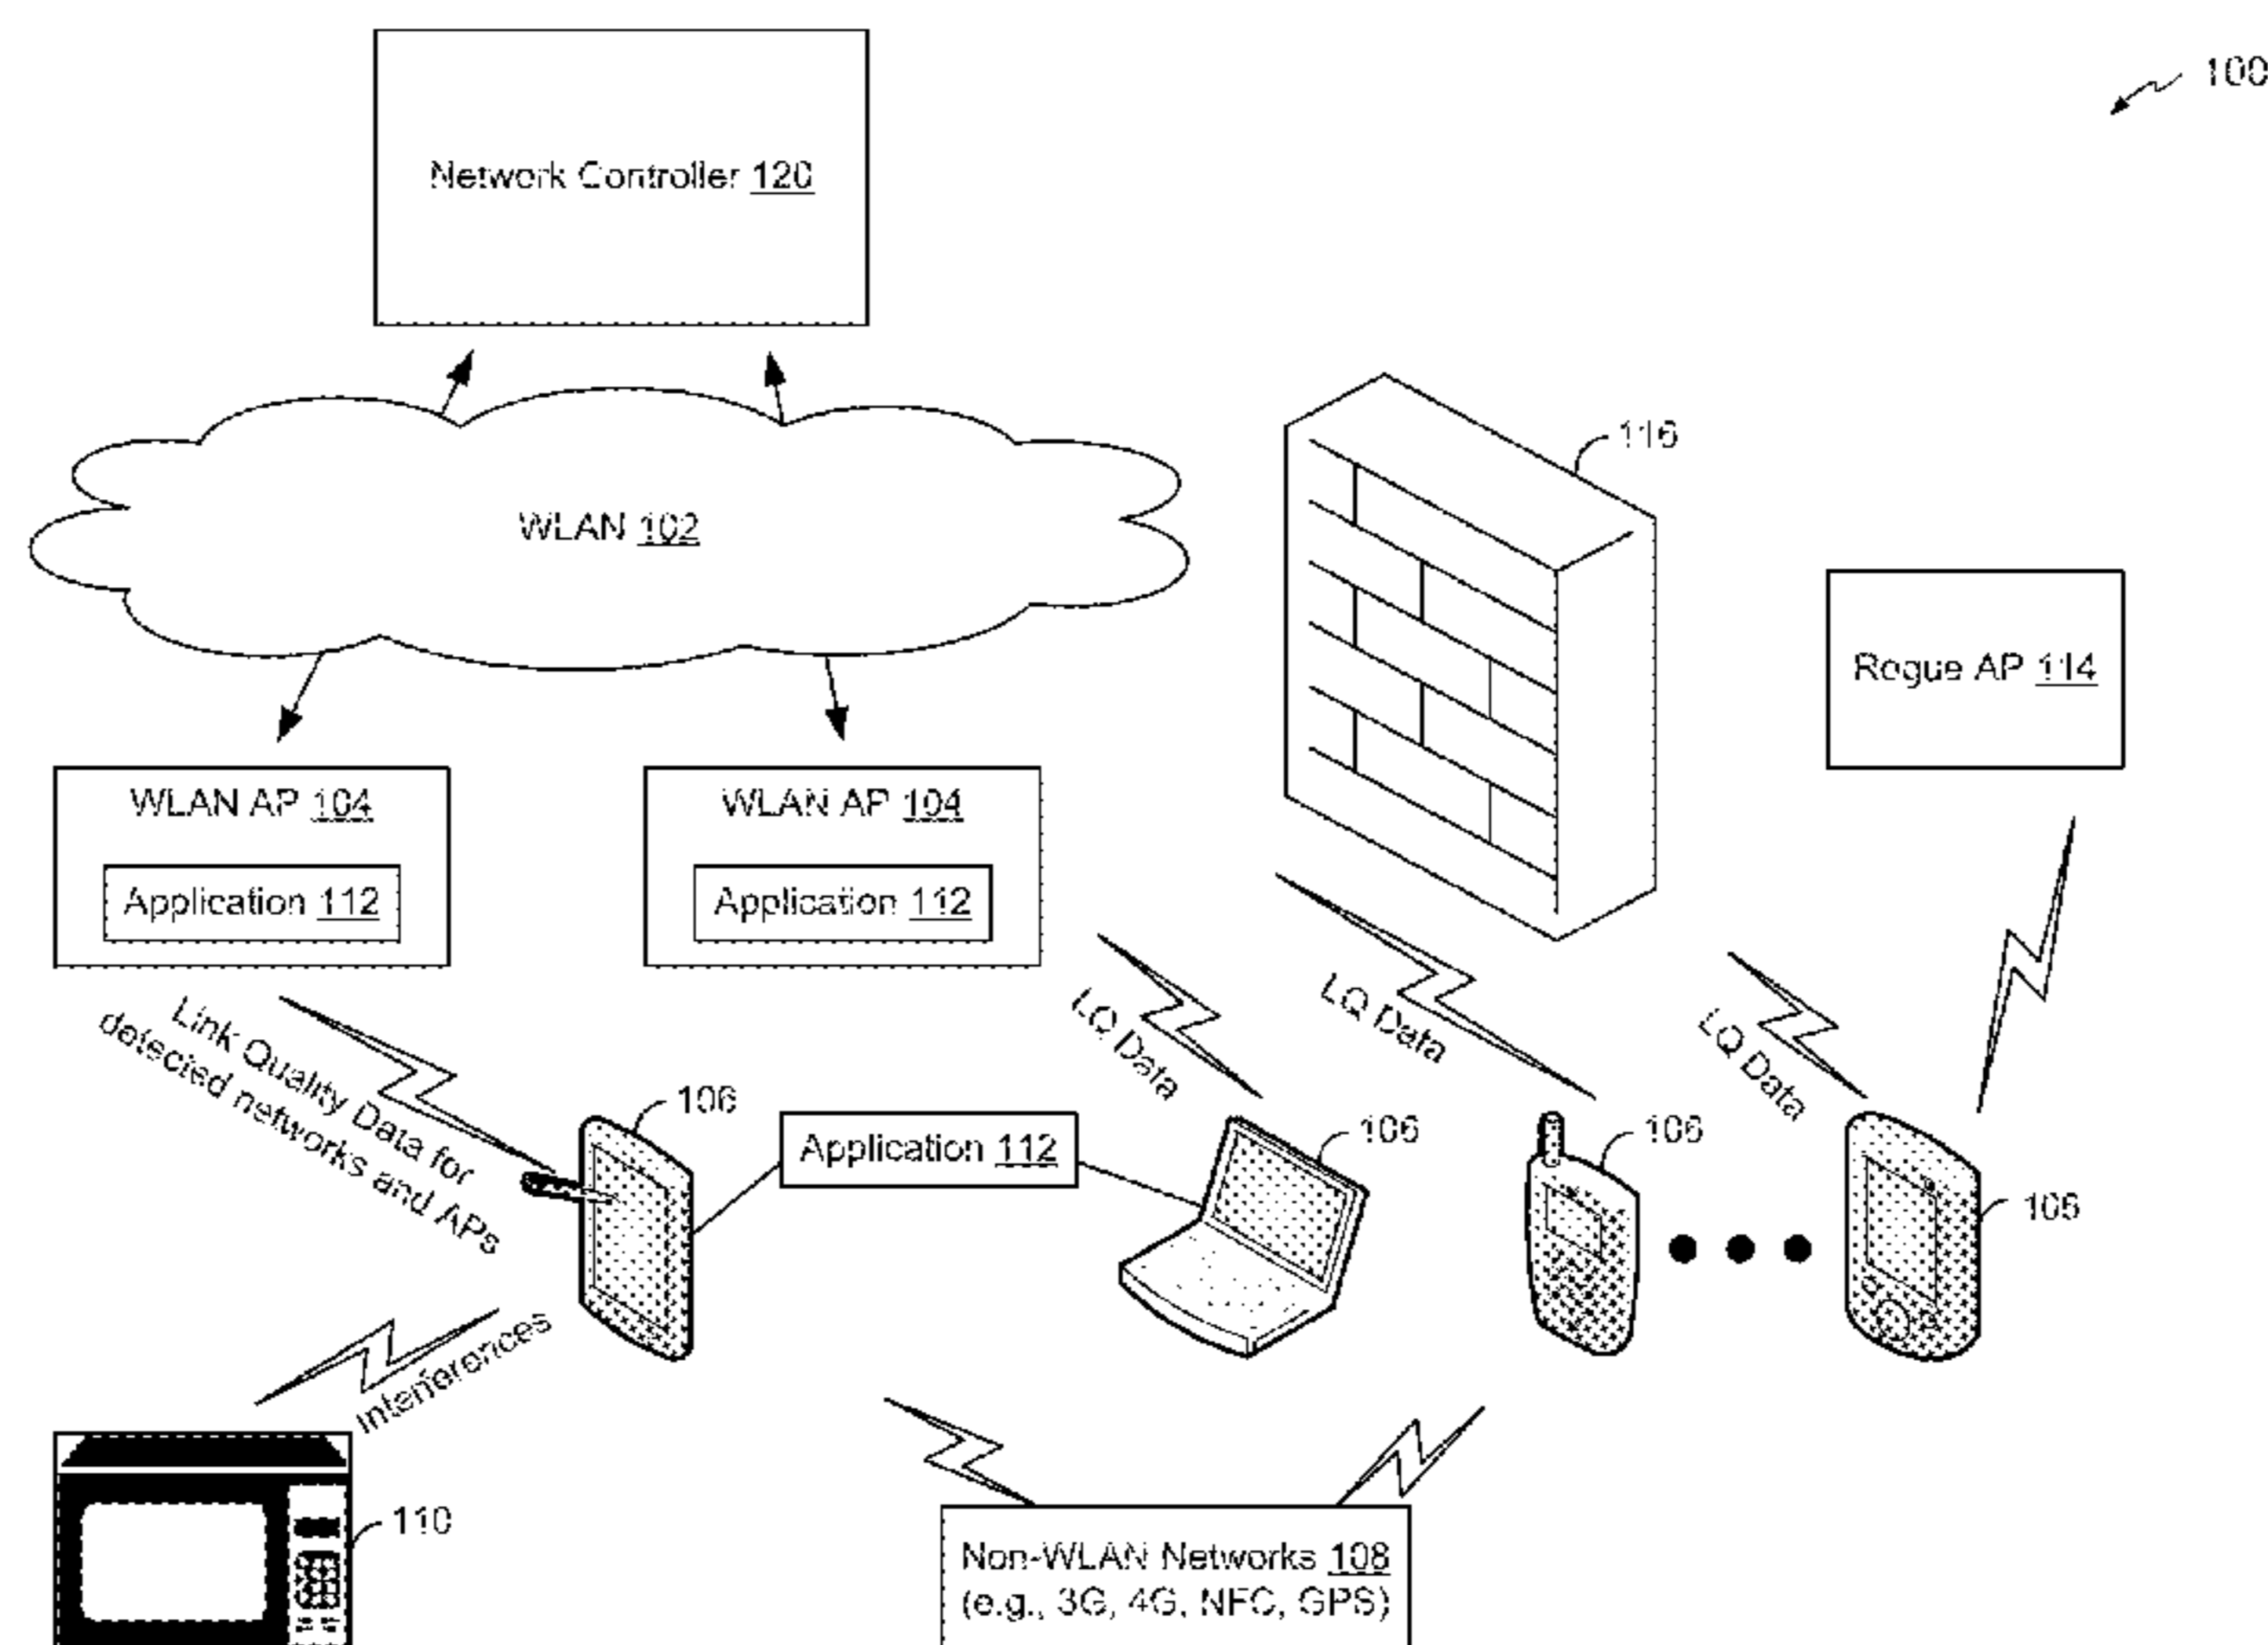 100
Network Controller 120
116
WLAN 102
Rogue AP 114
WLAN AP 104
WLAN AP 104
Application 112
Application 112
Link Quality Data for
detected networks and APs
LQ Data
LQ Data
LQ Data
106
Application 112
106
106
106
Interferences
110
Non-WLAN Networks 108
(e.g., 3G, 4G, NFC, GPS)